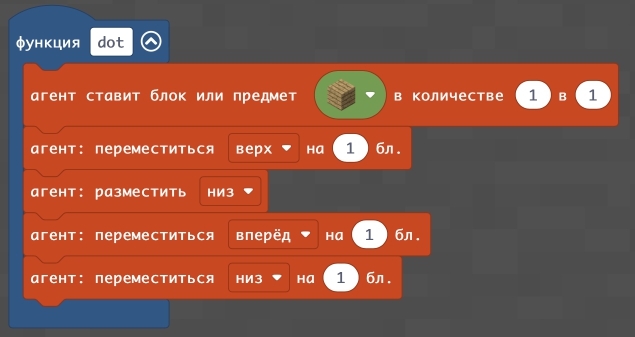 функция dot
агент ставит блок или предмет в количестве 1 в 1
агент: переместиться верх на 1 бл.
агент: разместить низ
агент: переместиться вперёд на 1 бл.
агент: переместиться низ на 1 бл.